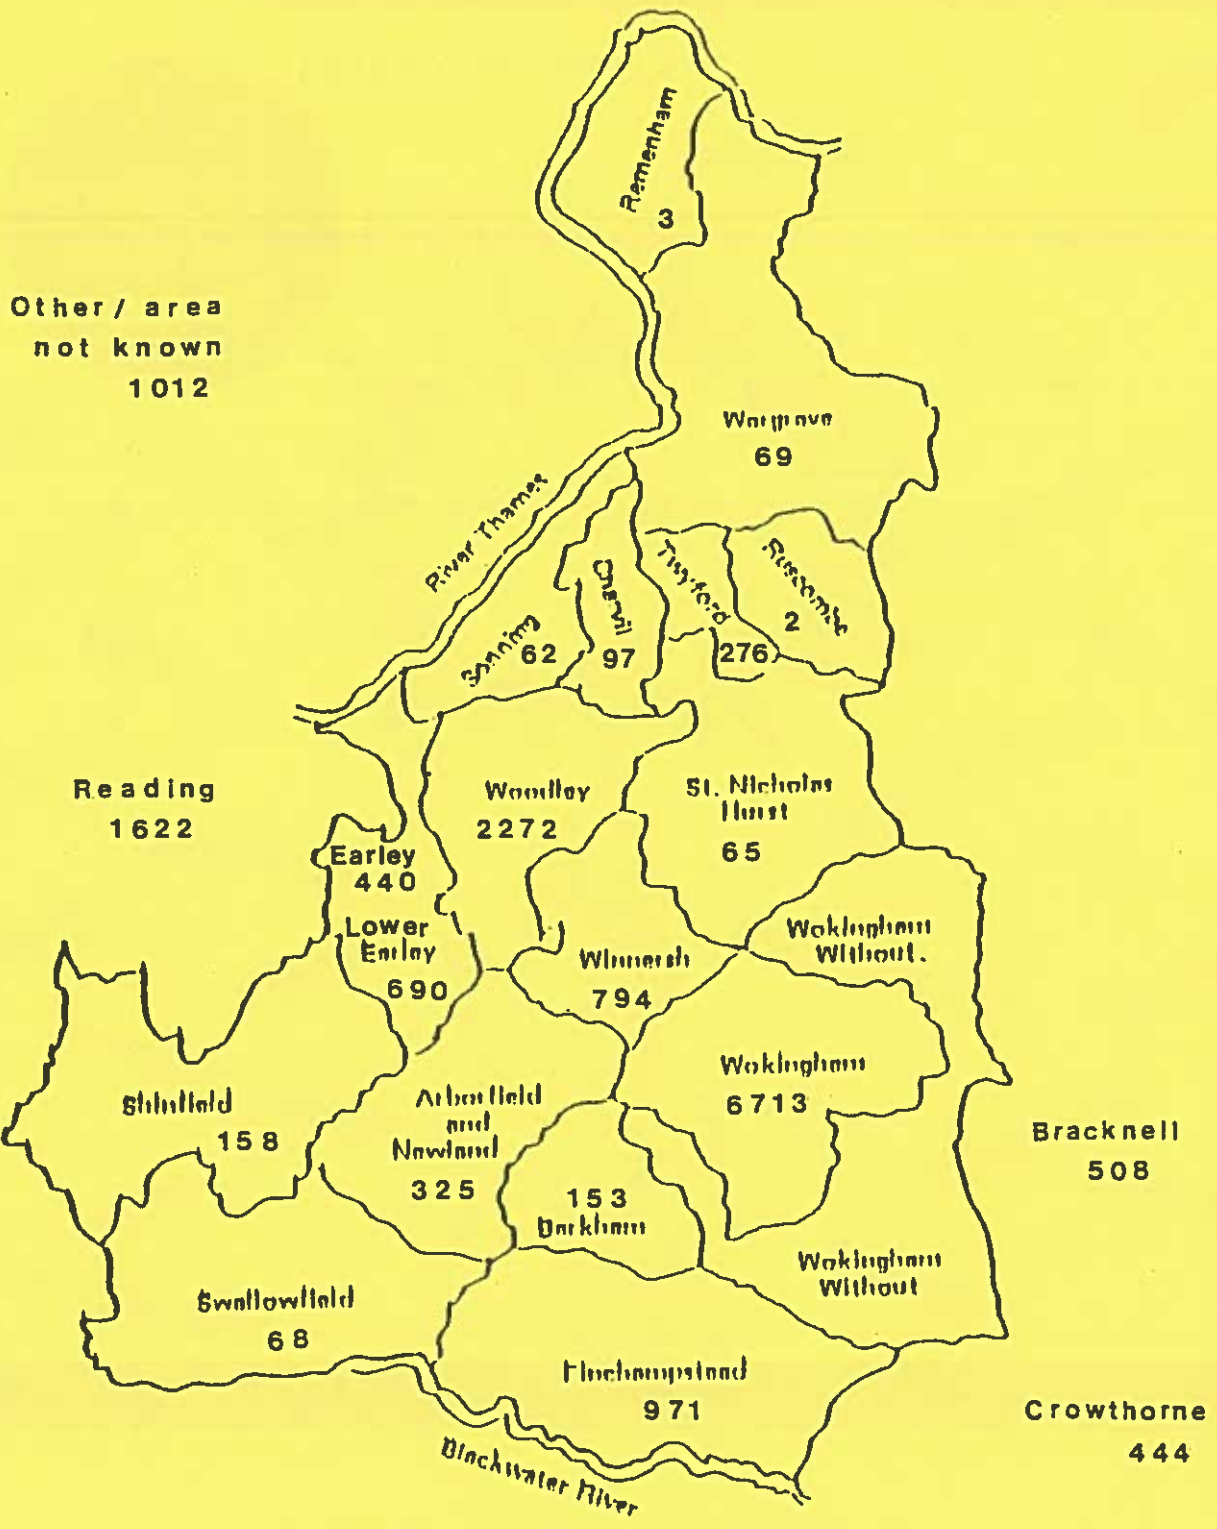 Remenham
3
Other/ area
not known
1012
Wargrave
69
River Thames
Sonning
62
Charvil
97
Twyford
276
Ruscombe
2
Reading
1622
Woodley
2272
St. Nicholas
Hurst
65
Earley
440
Lower
Earley
690
Winnersh
794
Wokingham
Without.
Shinfield
158
Arborfield
and
Newland
325
Wokingham
6713
Bracknell
508
153
Barkham
Wokingham
Without
Swallowfield
68
Finchampstead
971
Crowthorne
444
Blackwater River